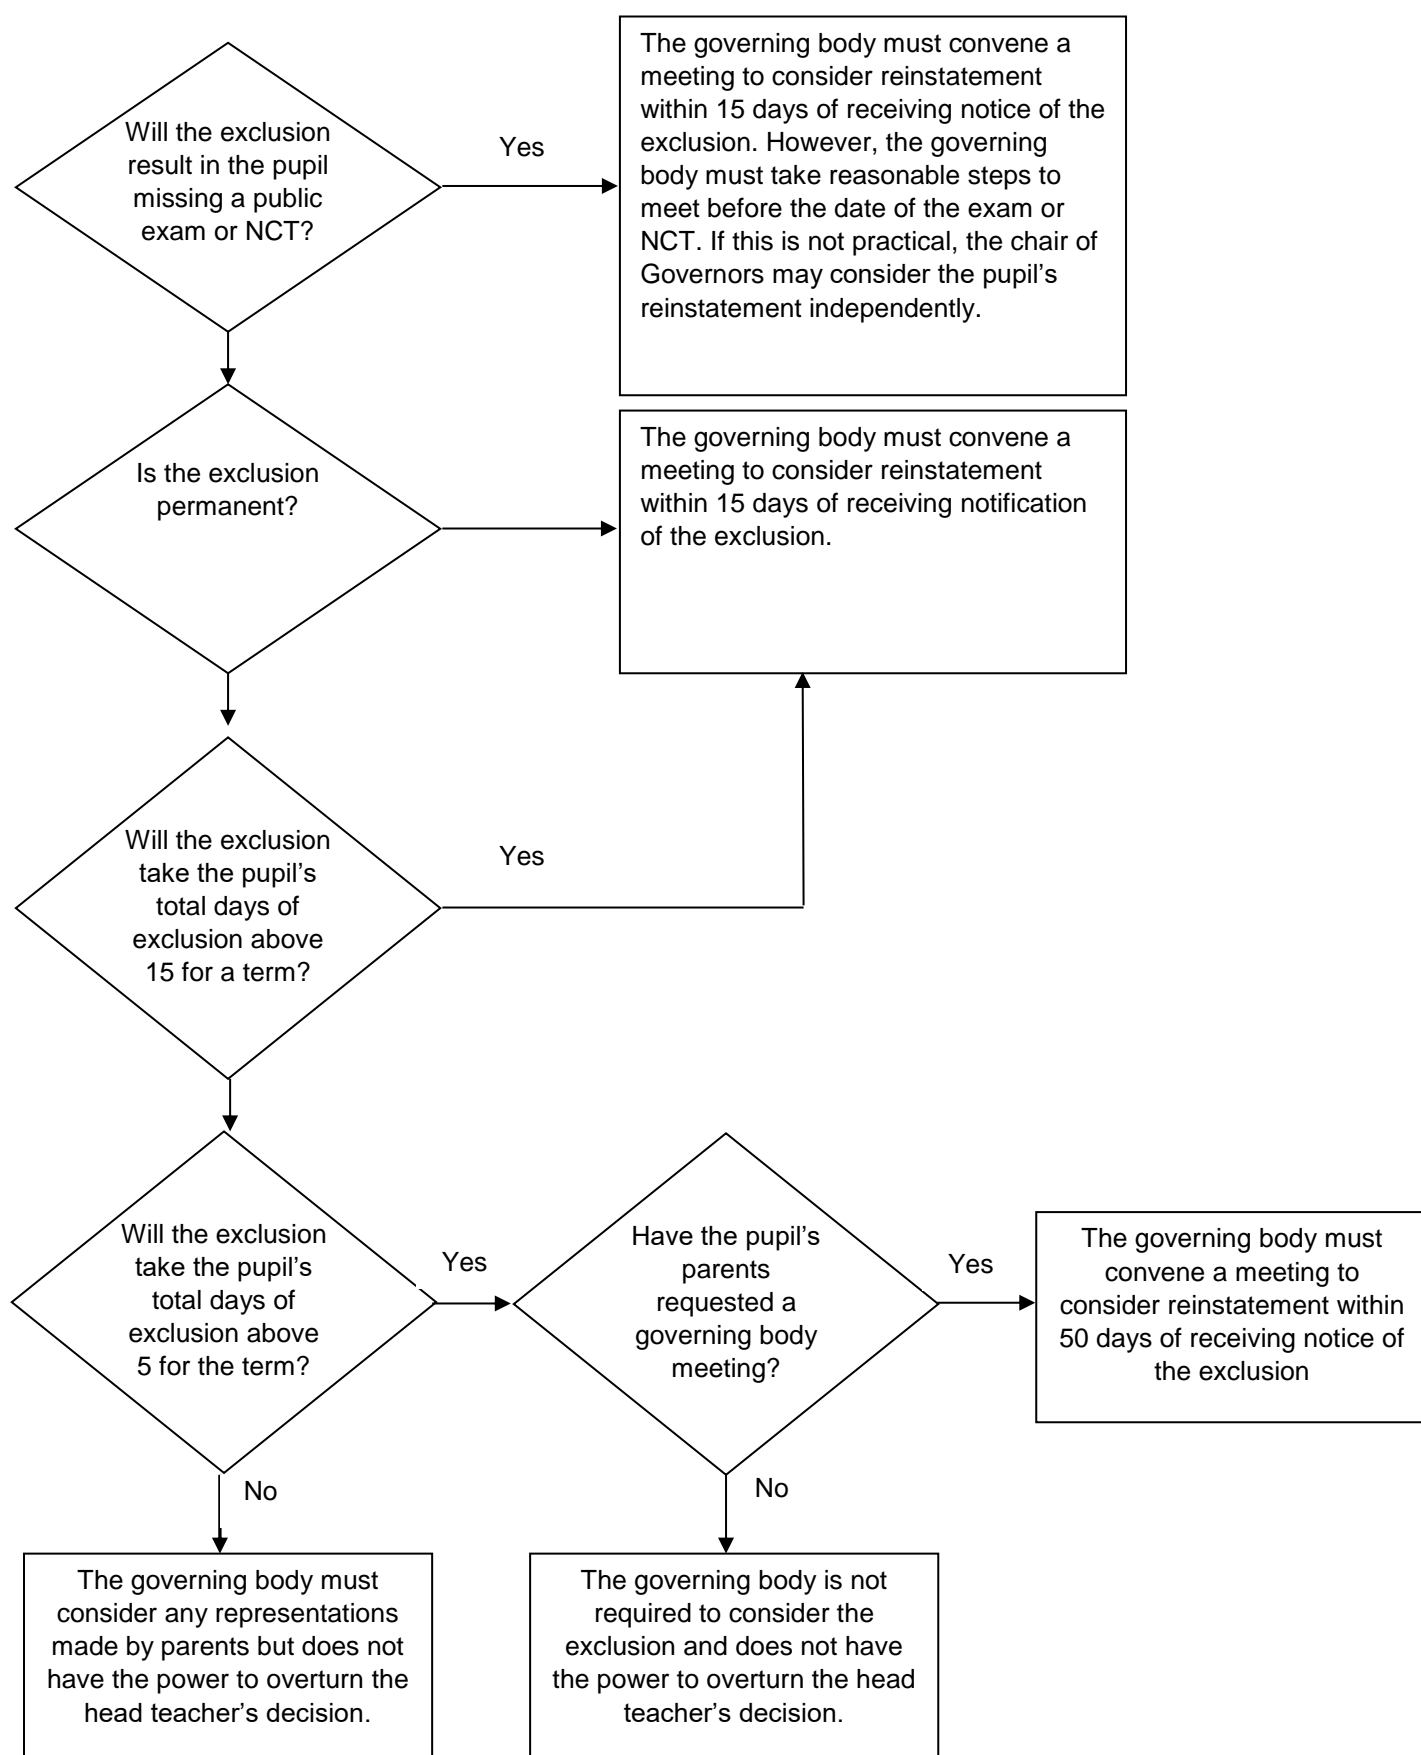 Will the exclusion
result in the pupil
missing a public
exam or NCT?
Yes
The governing body must convene a
meeting to consider reinstatement
within 15 days of receiving notice of the
exclusion. However, the governing
body must take reasonable steps to
meet before the date of the exam or
NCT. If this is not practical, the chair of
Governors may consider the pupil’s
reinstatement independently.
Is the exclusion
permanent?
The governing body must convene a
meeting to consider reinstatement
within 15 days of receiving notification
of the exclusion.
Will the exclusion
take the pupil’s
total days of
exclusion above
15 for a term?
Yes
Will the exclusion
take the pupil’s
total days of
exclusion above
5 for the term?
Yes
Have the pupil’s
parents
requested a
governing body
meeting?
Yes
The governing body must
convene a meeting to
consider reinstatement within
50 days of receiving notice of
the exclusion
No
No
The governing body must
consider any representations
made by parents but does not
have the power to overturn the
head teacher’s decision.
The governing body is not
required to consider the
exclusion and does not have
the power to overturn the head
teacher’s decision.